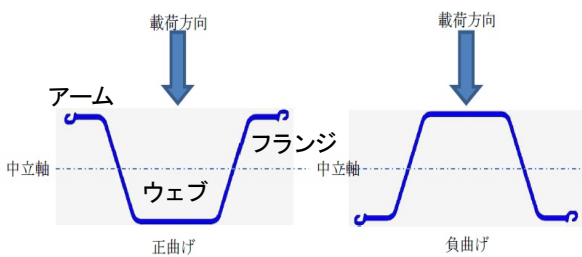 載荷方向
載荷方向
アーム
フランジ
中立軸
中立軸
ウェブ
正曲げ
負曲げ